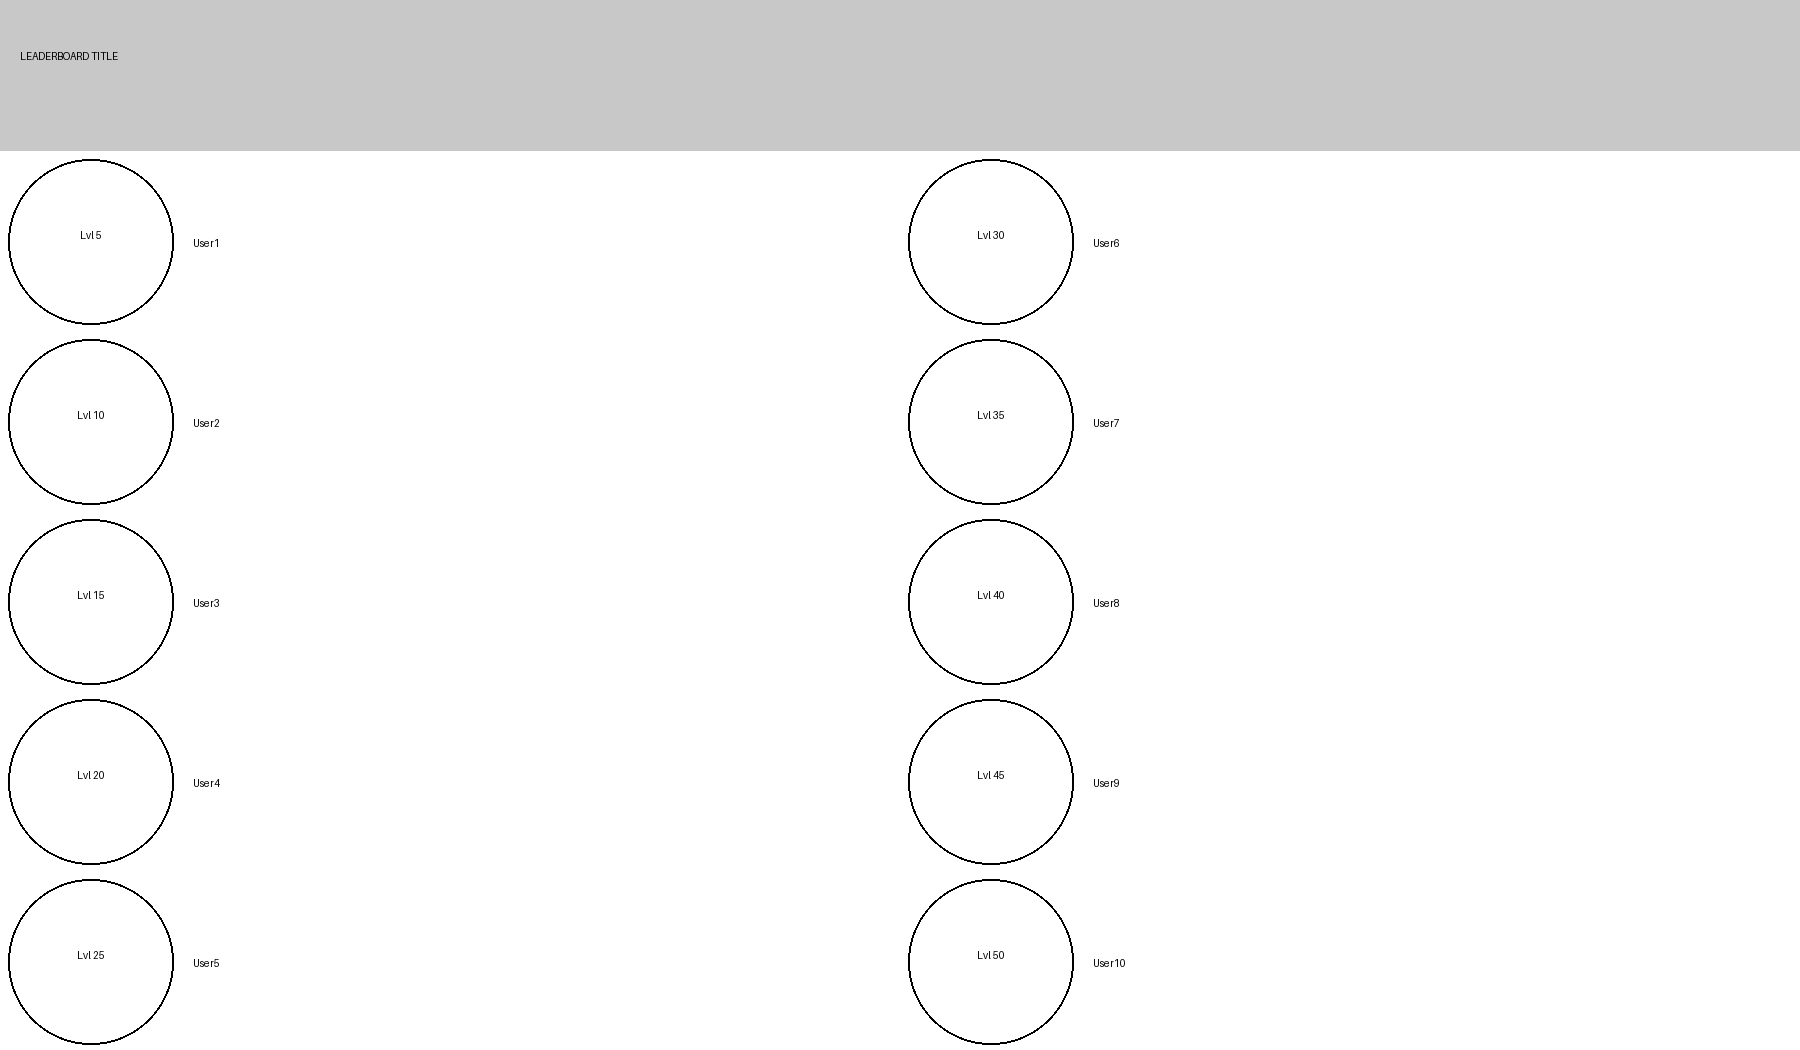 LEADERBOARD TITLE
Lvl 5
User1
Lvl 10
User2
Lvl 15
User3
Lvl 20
User4
Lvl 25
User5
Lvl 30
User6
Lvl 35
User7
Lvl 40
User8
Lvl 45
User9
Lvl 50
User10